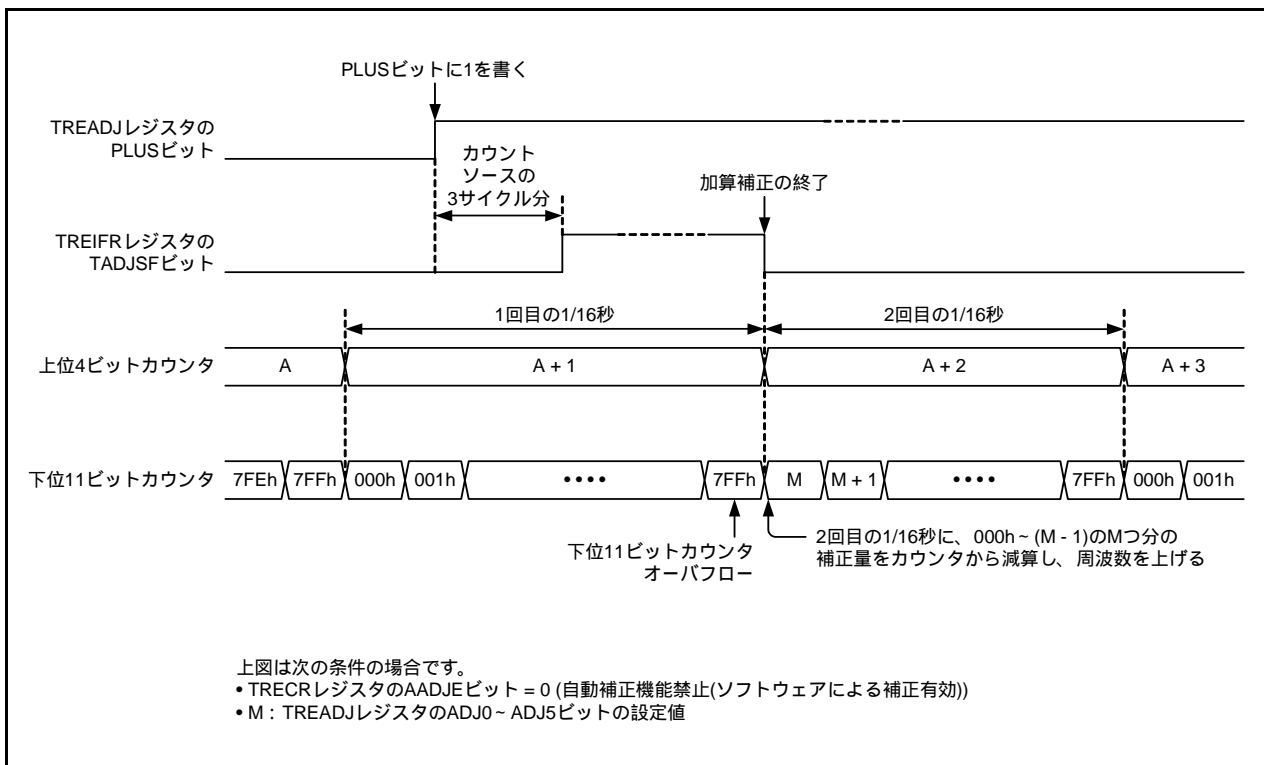 PLUSビットに1を書く
TREADJレジスタの
PLUSビット
カウント
ソースの
3サイクル分
加算補正の終了
TREIFRレジスタの
TADJSFビット
1回目の1/16秒
2回目の1/16秒
上位4ビットカウンタ
A
A + 1
A + 2
A + 3
下位11ビットカウンタ
7FEh
7FFh
000h
001h
••••
7FFh
M
M + 1
••••
7FFh
000h
001h
下位11ビットカウンタ
オーバフロー
2回目の1/16秒に、000h ~ (M - 1)のMつ分の
補正量をカウンタから減算し、周波数を上げる
上図は次の条件の場合です。
• TRECRレジスタのAADJEビット = 0 (自動補正機能禁止(ソフトウェアによる補正有効))
• M : TREADJレジスタのADJ0 ~ ADJ5ビットの設定値